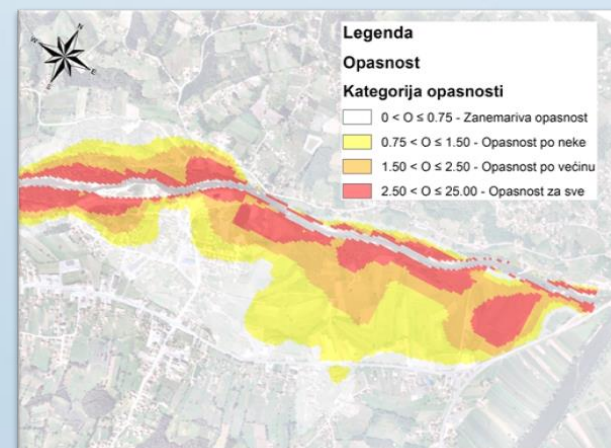 N
W
E
S
Legenda
Opasnost
Kategorija opasnosti
0 < O ≤ 0.75 - Zanemariva opasnost
0.75 < O ≤ 1.50 - Opasnost po neke
1.50 < O ≤ 2.50 - Opasnost po većinu
2.50 < O ≤ 25.00 - Opasnost za sve